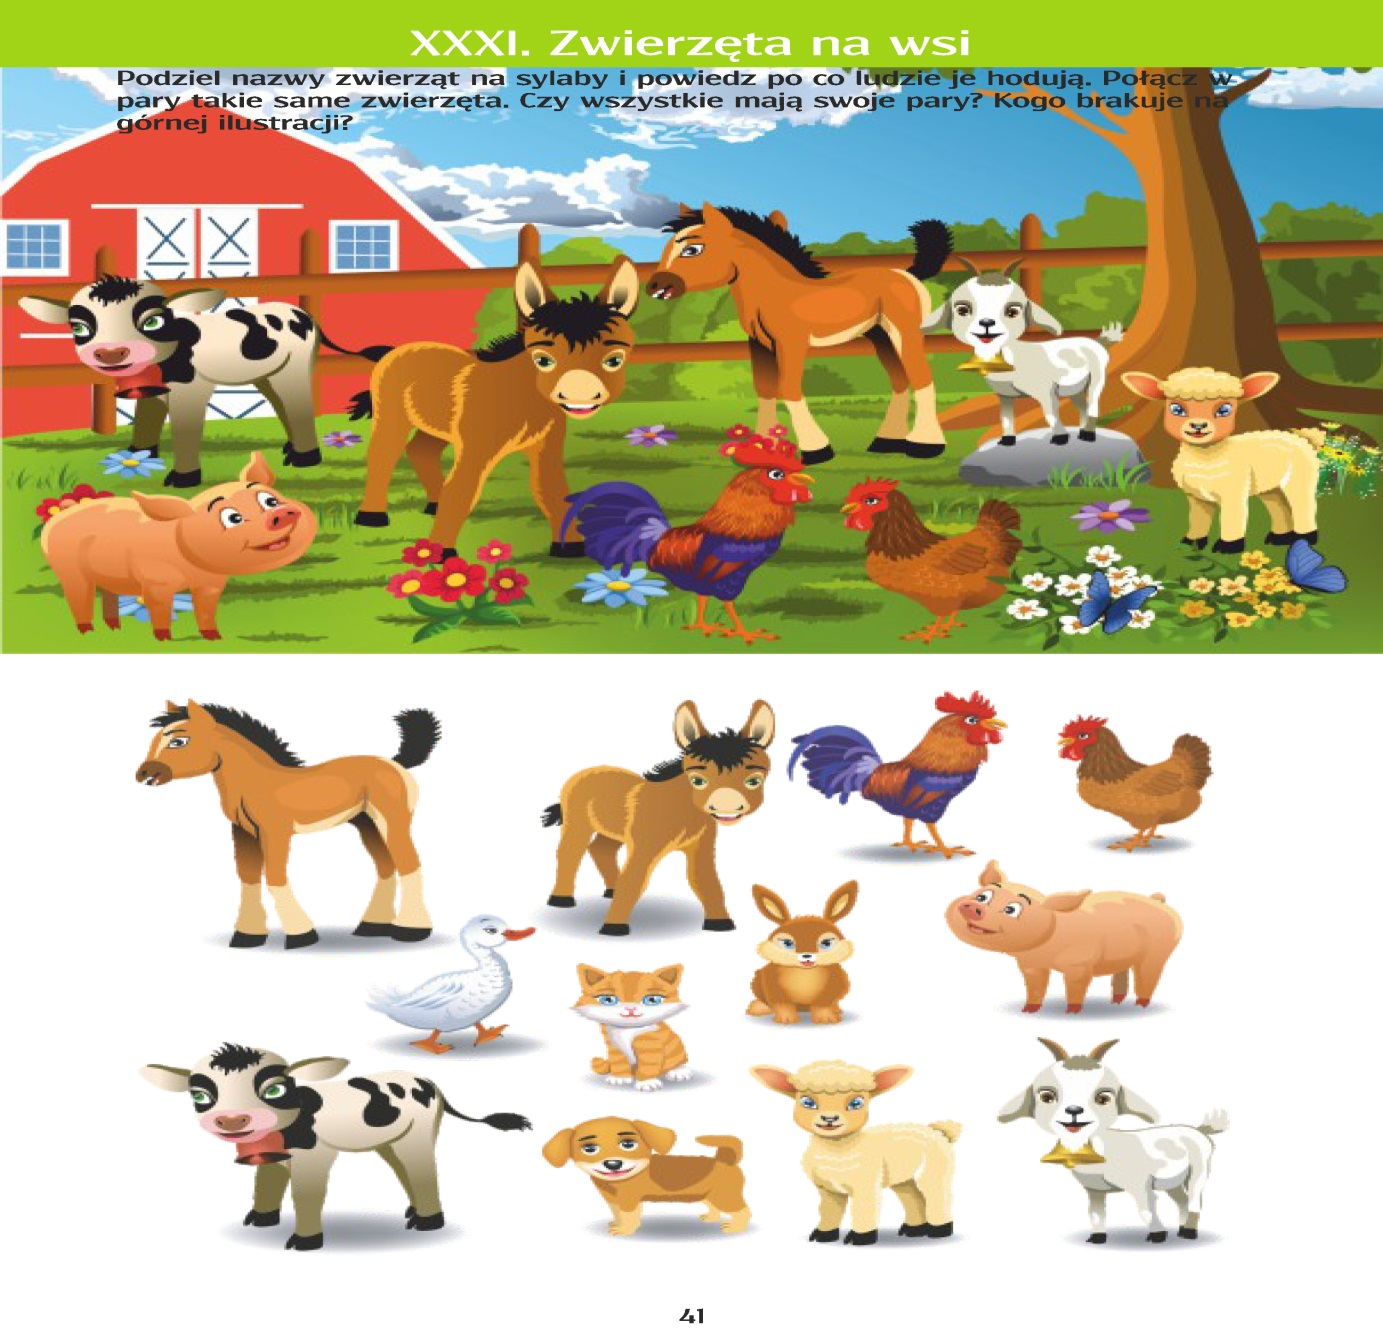 XXXI. Zwierzęta na wsi
Podziel nazwy zwierząt na sylaby i powiedz po co ludzie je hodują. Połącz w
pary takie same zwierzęta. Czy wszystkie mają swoje pary? Kogo brakuje na
górnej ilustracji?
41